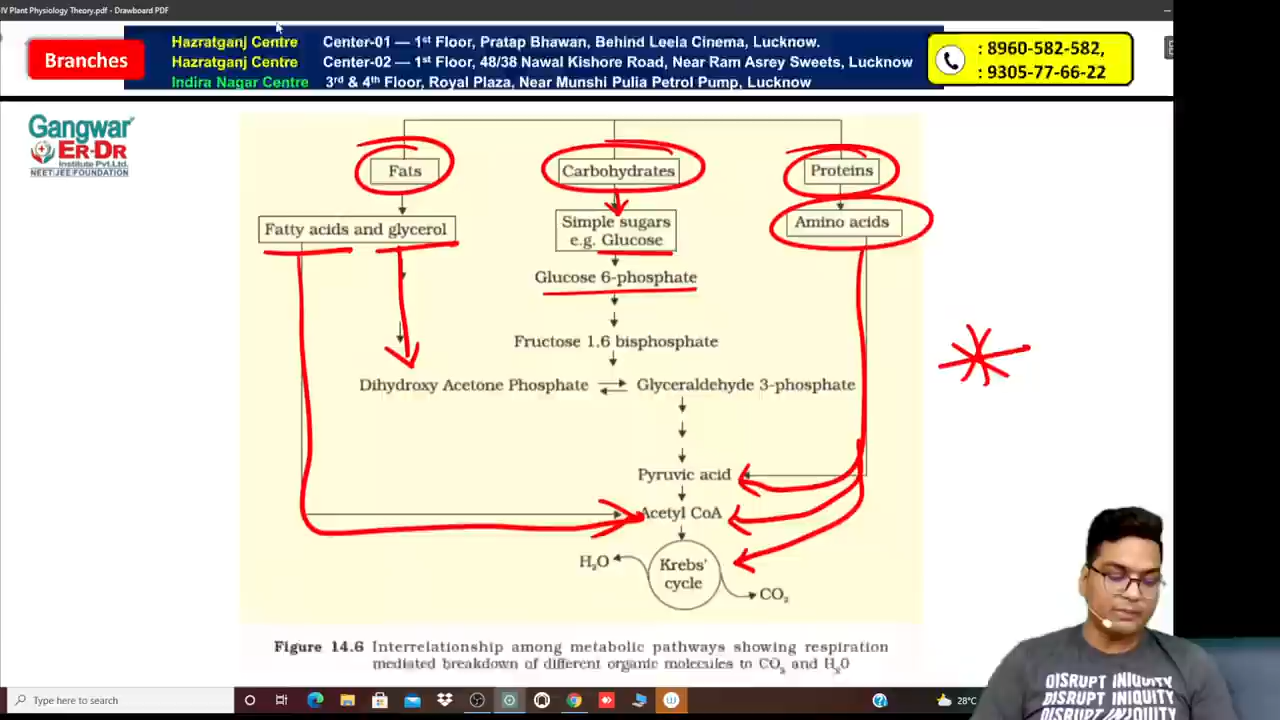 IV Plant Physiology Theory.pdf - Drawboard PDF
Branches
Hazratganj Centre Center-01 — 1st Floor, Pratap Bhawan, Behind Leela Cinema, Lucknow.
Hazratganj Centre Center-02 — 1st Floor, 48/38 Nawal Kishore Road, Near Ram Asrey Sweets, Lucknow
Indira Nagar Centre 3rd & 4th Floor, Royal Plaza, Near Munshi Pulia Petrol Pump, Lucknow
: 8960-582-582,
: 9305-77-66-22
Gangwar
ER-DR
Institute Pvt.Ltd.
NEET·JEE·FOUNDATION
Fats Carbohydrates Proteins
Fatty acids and glycerol
Simple sugars
e.g. Glucose
Amino acids
Glucose 6-phosphate
Fructose 1,6 bisphosphate
Dihydroxy Acetone Phosphate Glyceraldehyde 3-phosphate
Pyruvic acid
Acetyl CoA
H₂O
Krebs'
cycle
CO₂
Figure 14.6 Interrelationship among metabolic pathways showing respiration
mediated breakdown of different organic molecules to CO₂ and H₂0
DISRUPT INIQUITY
DISRUPT INIQUITY
DISRUPT INIQUITY
Type here to search
28°C